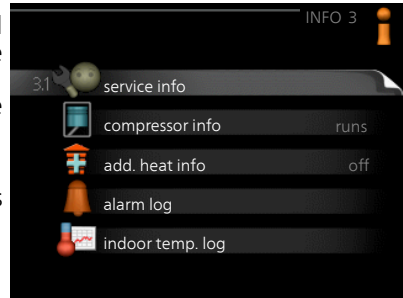 INFO 3
3.1 service info
compressor info runs
add. heat info off
alarm log
indoor temp. log